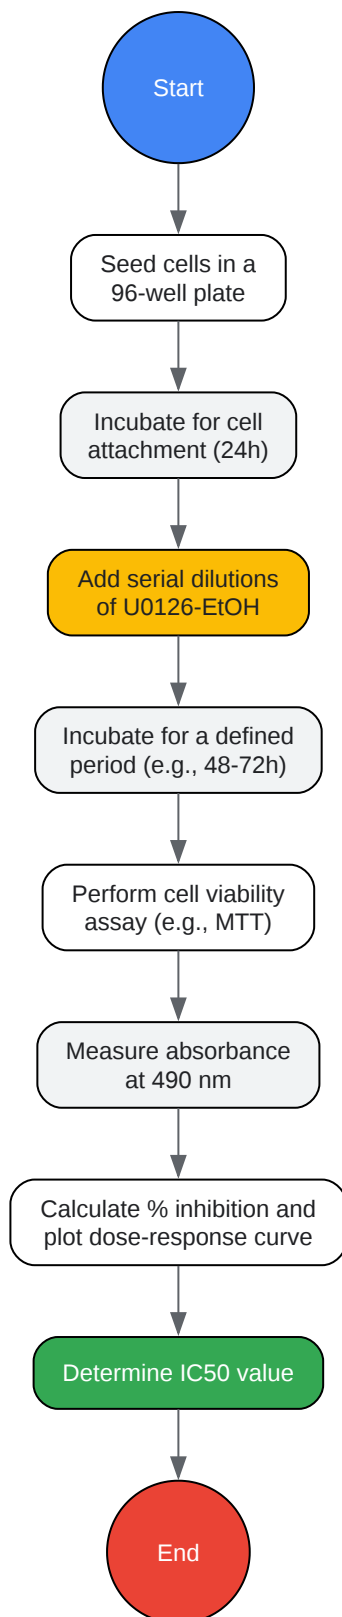 Start
Seed cells in a
96-well plate
Incubate for cell
attachment (24h)
Add serial dilutions
of U0126-EtOH
Incubate for a defined
period (e.g., 48-72h)
Perform cell viability
assay (e.g., MTT)
Measure absorbance
at 490 nm
Calculate % inhibition and
plot dose-response curve
Determine IC50 value
End